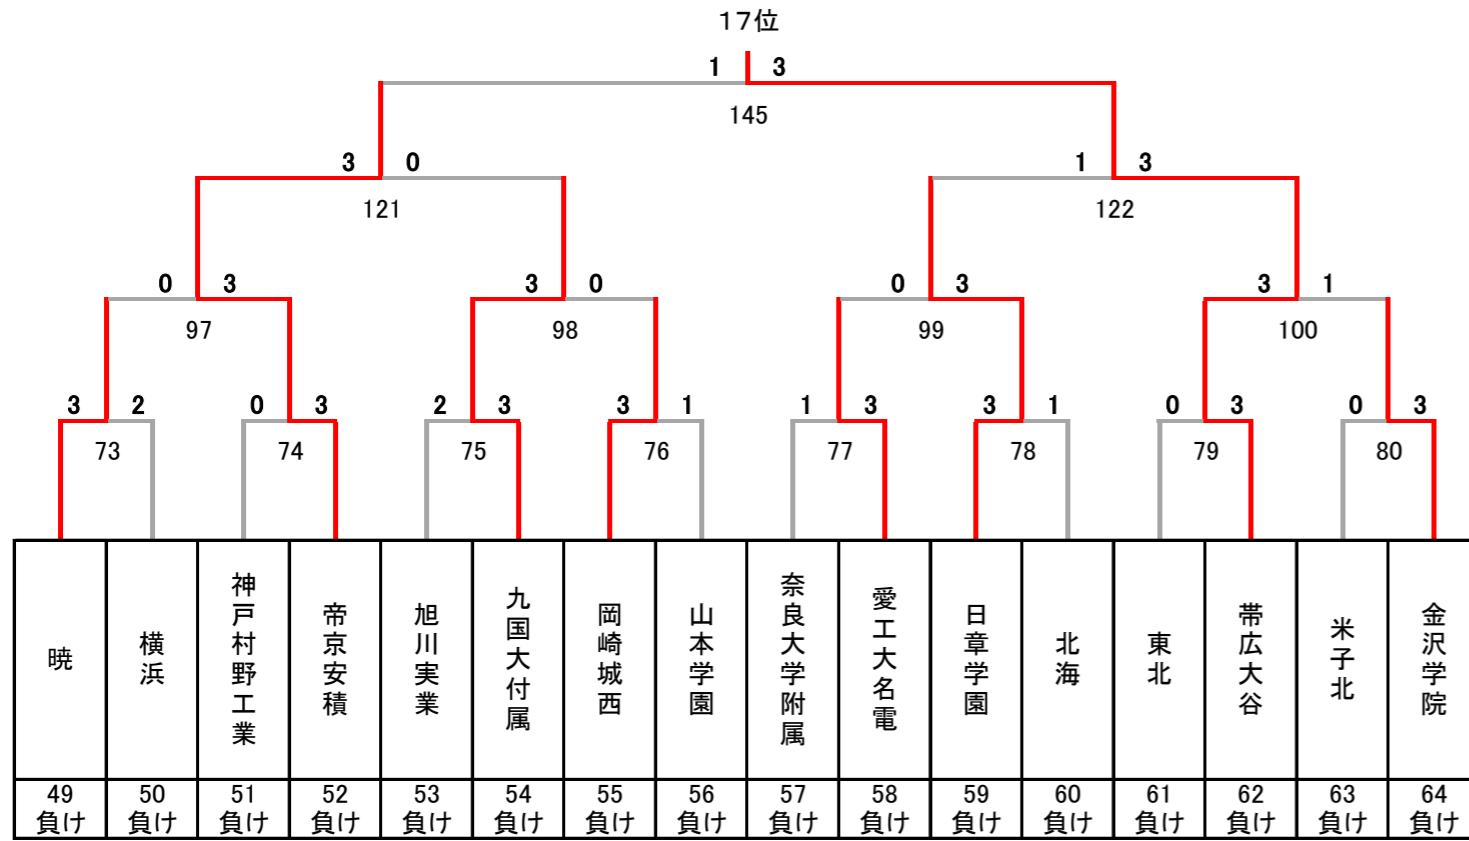 17位
1 3
145
3 0 1 3
121 122
0 3 3 0 0 3 3 1
97 98 99 100
3 2 0 3 2 3 3 1 1 3 3 1 0 3 0 3
73 74 75 76 77 78 79 80
暁
横浜
神戸村野工業
帝京安積
旭川実業
九国大付属
岡崎城西
山本学園
奈良大学附属
愛工大名電
日章学園
北海
東北
帯広大谷
米子北
金沢学院
49 50 51 52 53 54 55 56 57 58 59 60 61 62 63 64
負け 負け 負け 負け 負け 負け 負け 負け 負け 負け 負け 負け 負け 負け 負け 負け